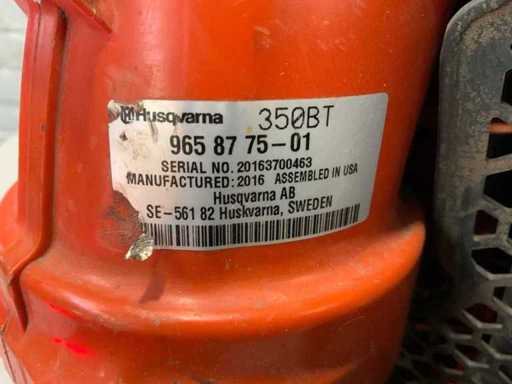 Husqvarna 350BT
965 87 75-01
SERIAL NO. 20163700463
MANUFACTURED: 2016 ASSEMBLED IN USA
Husqvarna AB
SE-561 82 Huskvarna, SWEDEN